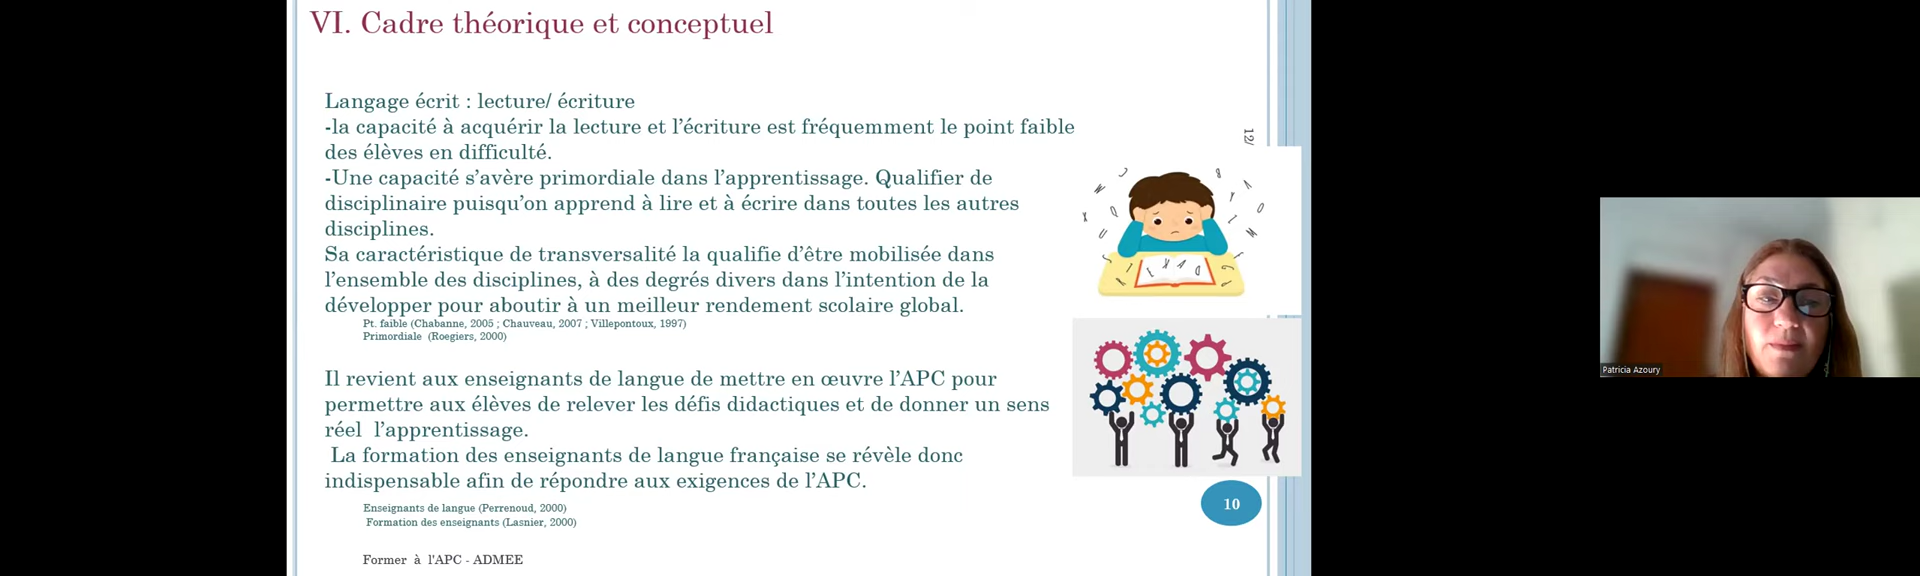 VI. Cadre théorique et conceptuel
Langage écrit : lecture/ écriture
-la capacité à acquérir la lecture et l’écriture est fréquemment le point faible
des élèves en difficulté.
-Une capacité s’avère primordiale dans l’apprentissage. Qualifier de
disciplinaire puisqu’on apprend à lire et à écrire dans toutes les autres
disciplines.
Sa caractéristique de transversalité la qualifie d’être mobilisée dans
l’ensemble des disciplines, à des degrés divers dans l’intention de la
développer pour aboutir à un meilleur rendement scolaire global.
Pt. faible (Chabanne, 2005 ; Chauveau, 2007 ; Villepontoux, 1997)
Primordiale (Roegiers, 2000)
Il revient aux enseignants de langue de mettre en œuvre l’APC pour
permettre aux élèves de relever les défis didactiques et de donner un sens
réel l’apprentissage.
La formation des enseignants de langue française se révèle donc
indispensable afin de répondre aux exigences de l’APC.
Enseignants de langue (Perrenoud, 2000)
Formation des enseignants (Lasnier, 2000)
Former à l'APC - ADMEE
12/
10
Patricia Azoury